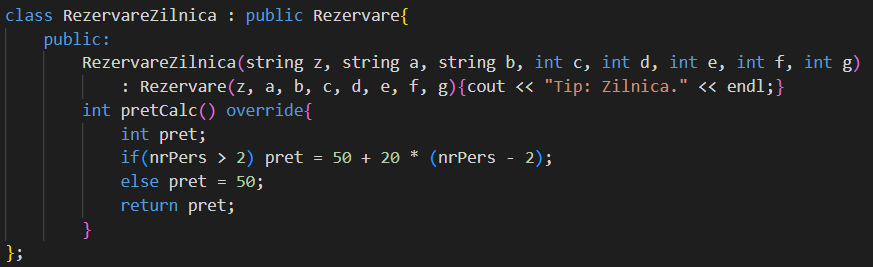 class RezervareZilnica : public Rezervare{
    public:
        RezervareZilnica(string z, string a, string b, int c, int d, int e, int f, int g)
            : Rezervare(z, a, b, c, d, e, f, g){cout << "Tip: Zilnica." << endl;}
        int pretCalc() override{
            int pret;
            if(nrPers > 2) pret = 50 + 20 * (nrPers - 2);
            else pret = 50;
            return pret;
        }
};